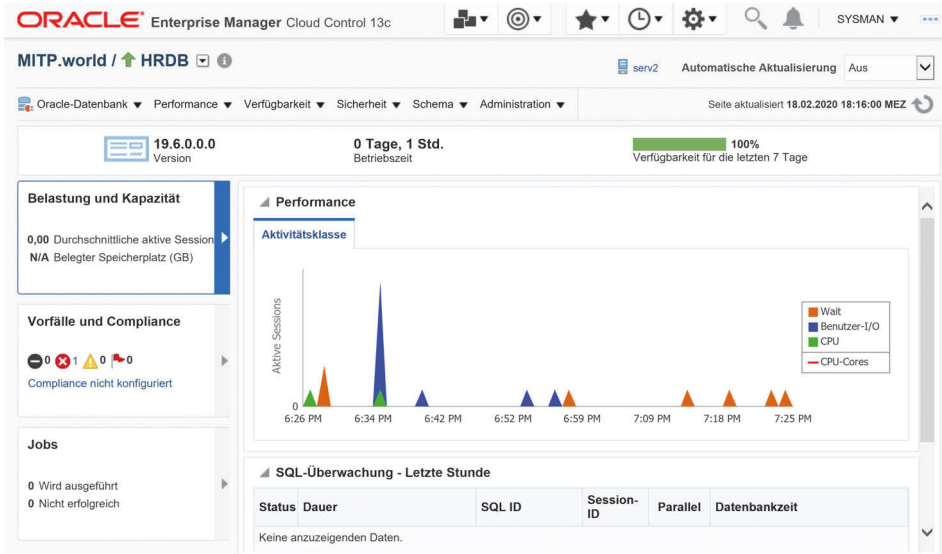 ORACLE Enterprise Manager Cloud Control 13c
SYSMAN
MITP.world / HRDB
serv2 Automatische Aktualisierung Aus
Oracle-Datenbank Performance Verfügbarkeit Sicherheit Schema Administration
Seite aktualisiert 18.02.2020 18:16:00 MEZ
19.6.0.0.0
Version
0 Tage, 1 Std.
Betriebszeit
100%
Verfügbarkeit für die letzten 7 Tage
Belastung und Kapazität
0,00 Durchschnittliche aktive Session
N/A Belegter Speicherplatz (GB)
Vorfälle und Compliance
0 1 0 0
Compliance nicht konfiguriert
Jobs
0 Wird ausgeführt
0 Nicht erfolgreich
Performance
Aktivitätsklasse
Aktive Sessions
0
6:26 PM 6:34 PM 6:42 PM 6:52 PM 6:59 PM 7:09 PM 7:18 PM 7:25 PM
Wait
Benutzer-I/O
CPU
CPU-Cores
SQL-Überwachung - Letzte Stunde
Status Dauer SQL ID Session-ID Parallel Datenbankzeit
Keine anzuzeigenden Daten.